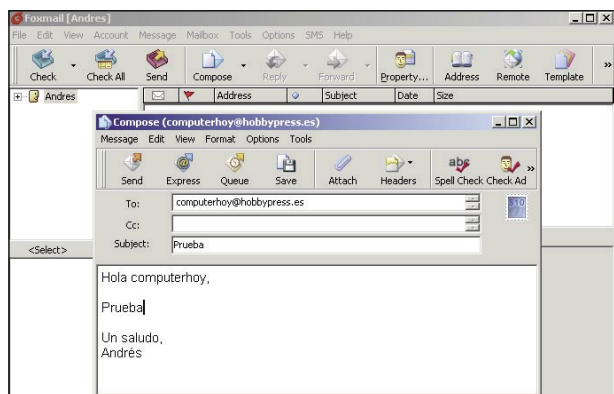 Foxmail [Andres]
File Edit View Account Message Mailbox Tools Options SMS Help
Check Check All Send Compose Reply Forward Property... Address Remote Template »
Andres
Address Subject Date Size
Compose (computerhoy@hobbypress.es)
Message Edit View Format Options Tools
Send Express Queue Save Attach Headers Spell Check Check Ad »
To: computerhoy@hobbypress.es
Cc:
Subject: Prueba
<Select>
Hola computerhoy,
Prueba
Un saludo,
Andrés